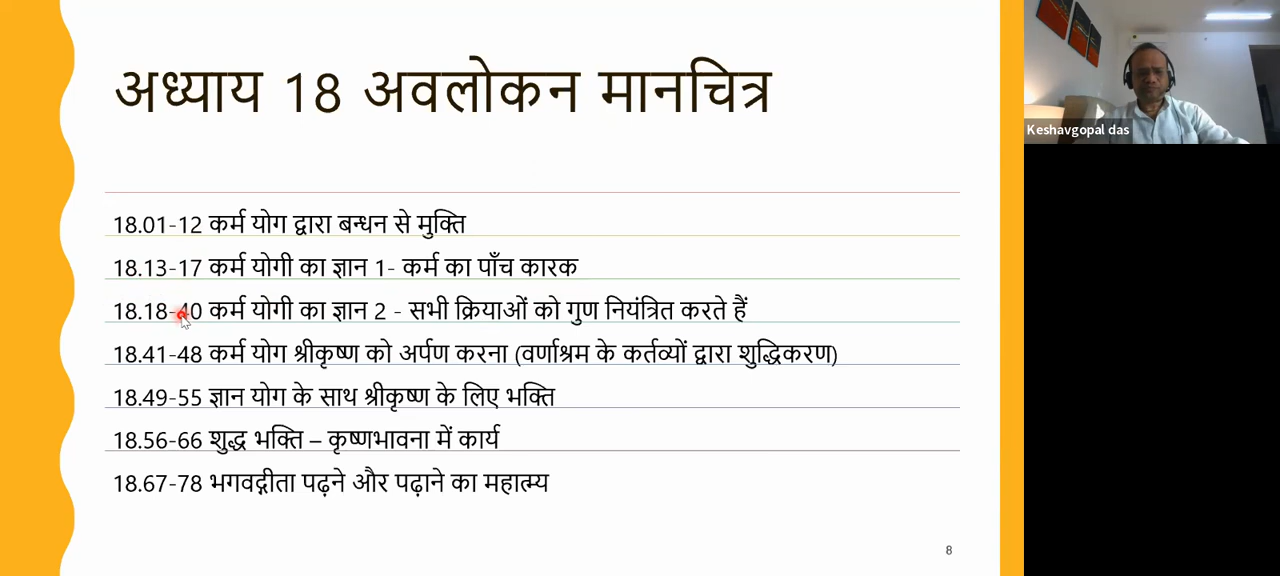 अध्याय 18 अवलोकन मानचित्र
18.01-12 कर्म योग द्वारा बन्धन से मुक्ति
18.13-17 कर्म योगी का ज्ञान 1- कर्म का पाँच कारक
18.18-40 कर्म योगी का ज्ञान 2 - सभी क्रियाओं को गुण नियंत्रित करते हैं
18.41-48 कर्म योग श्रीकृष्ण को अर्पण करना (वर्णाश्रम के कर्तव्यों द्वारा शुद्धिकरण)
18.49-55 ज्ञान योग के साथ श्रीकृष्ण के लिए भक्ति
18.56-66 शुद्ध भक्ति – कृष्णभावना में कार्य
18.67-78 भगवद्गीता पढ़ने और पढ़ाने का महात्म्य
8
Keshavgopal das